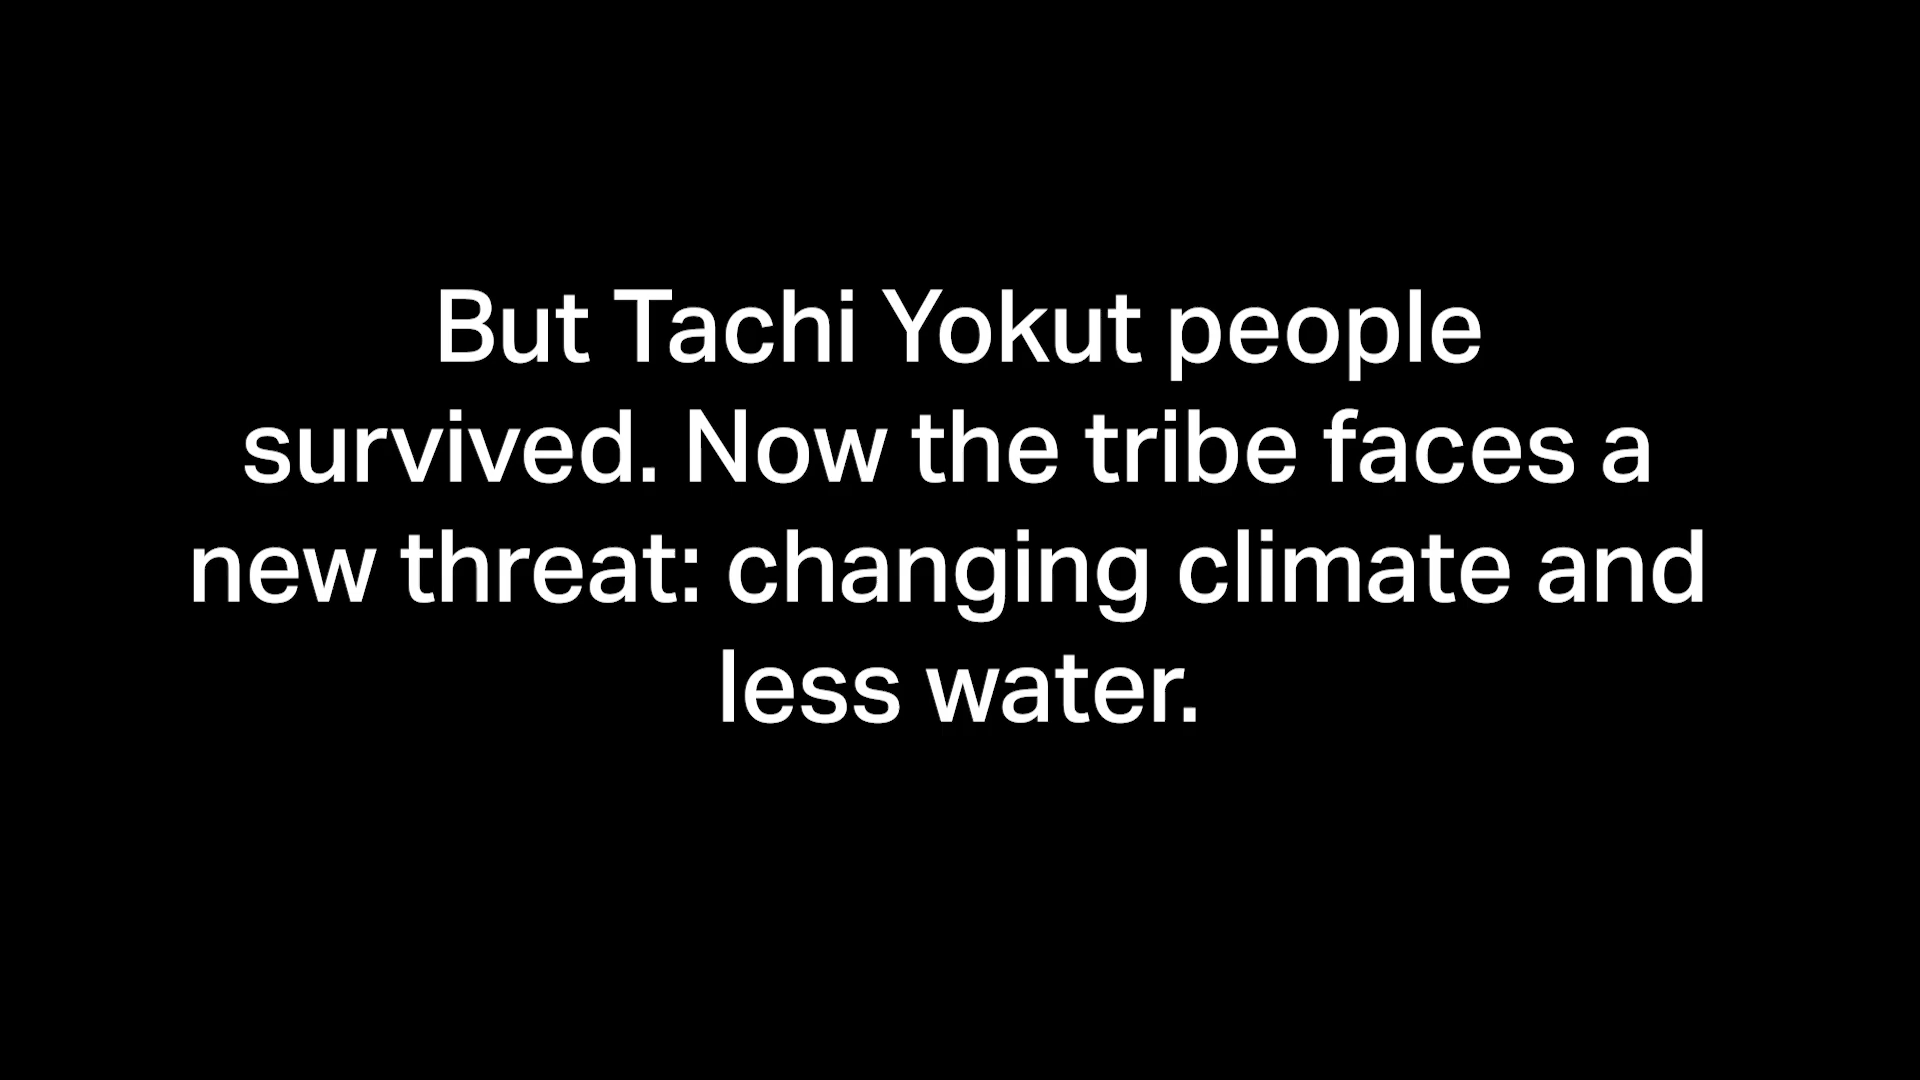 But Tachi Yokut people
survived. Now the tribe faces a
new threat: changing climate and
less water.